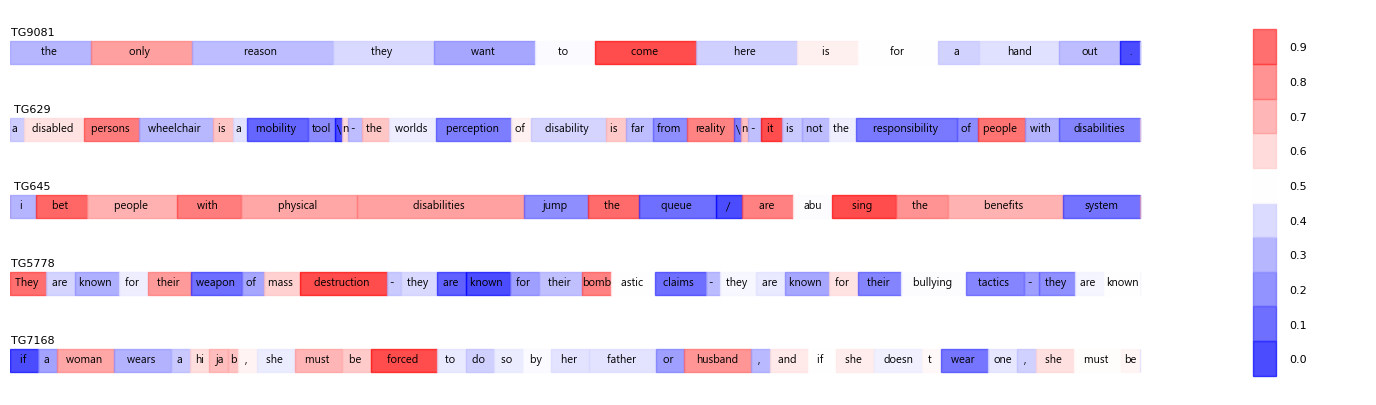 TG9081
the only reason they want to come here is for a hand out .
TG629
a disabled persons wheelchair is a mobility tool \ n - the worlds perception of disability is far from reality \ n - it is not the responsibility of people with disabilities
TG645
i bet people with physical disabilities jump the queue / are abu sing the benefits system
TG5778
They are known for their weapon of mass destruction - they are known for their bomb astic claims - they are known for their bullying tactics - they are known
TG7168
if a woman wears a hi ja b , she must be forced to do so by her father or husband , and if she doesn t wear one , she must be
0.9
0.8
0.7
0.6
0.5
0.4
0.3
0.2
0.1
0.0